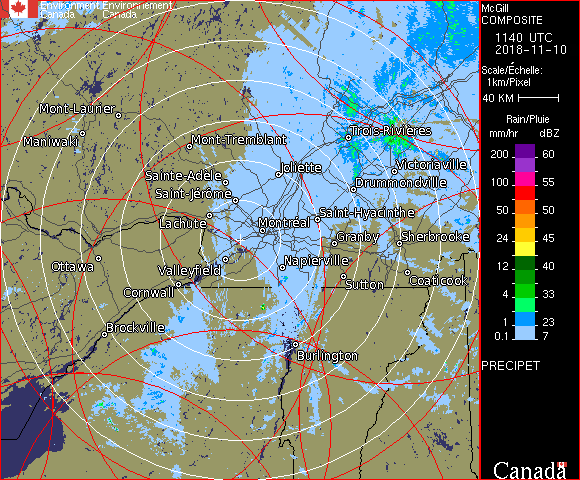 Environment Environnement
Canada Canada
Mont-Laurier
Maniwaki
Mont-Tremblant
Trois-Rivières
Joliette
Victoriaville
Sainte-Adèle
Drummondville
Saint-Jérôme
Saint-Hyacinthe
Lachute
Montréal
Granby
Sherbrooke
Ottawa
Valleyfield
Napierville
Cornwall
Sutton
Coaticook
Brockville
Burlington
McGill
COMPOSITE
1140 UTC
2018-11-10
Scale/Échelle:
1km/Pixel
40 KM
Rain/Pluie
mm/hr dBZ
200 60
100 55
50 50
24 45
12 40
4 33
1 23
0.1 7
PRECIPET
Canada